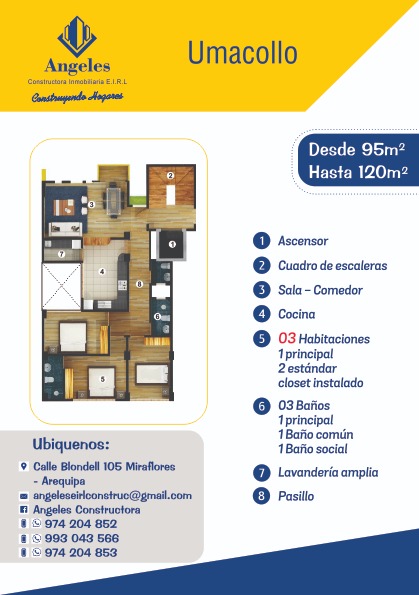 Angeles
Constructora Inmobiliaria E.I.R.L
Construyendo Hogares
Umacollo
Desde 95m²
Hasta 120m²
2
3
1
7
4
8
6
5
1 Ascensor
2 Cuadro de escaleras
3 Sala – Comedor
4 Cocina
5 03 Habitaciones
1 principal
2 estándar
closet instalado
6 03 Baños
1 principal
1 Baño común
1 Baño social
7 Lavandería amplia
8 Pasillo
Ubiquenos:
Calle Blondell 105 Miraflores
- Arequipa
angeleseirlconstruc@gmail.com
Angeles Constructora
974 204 852
993 043 566
974 204 853